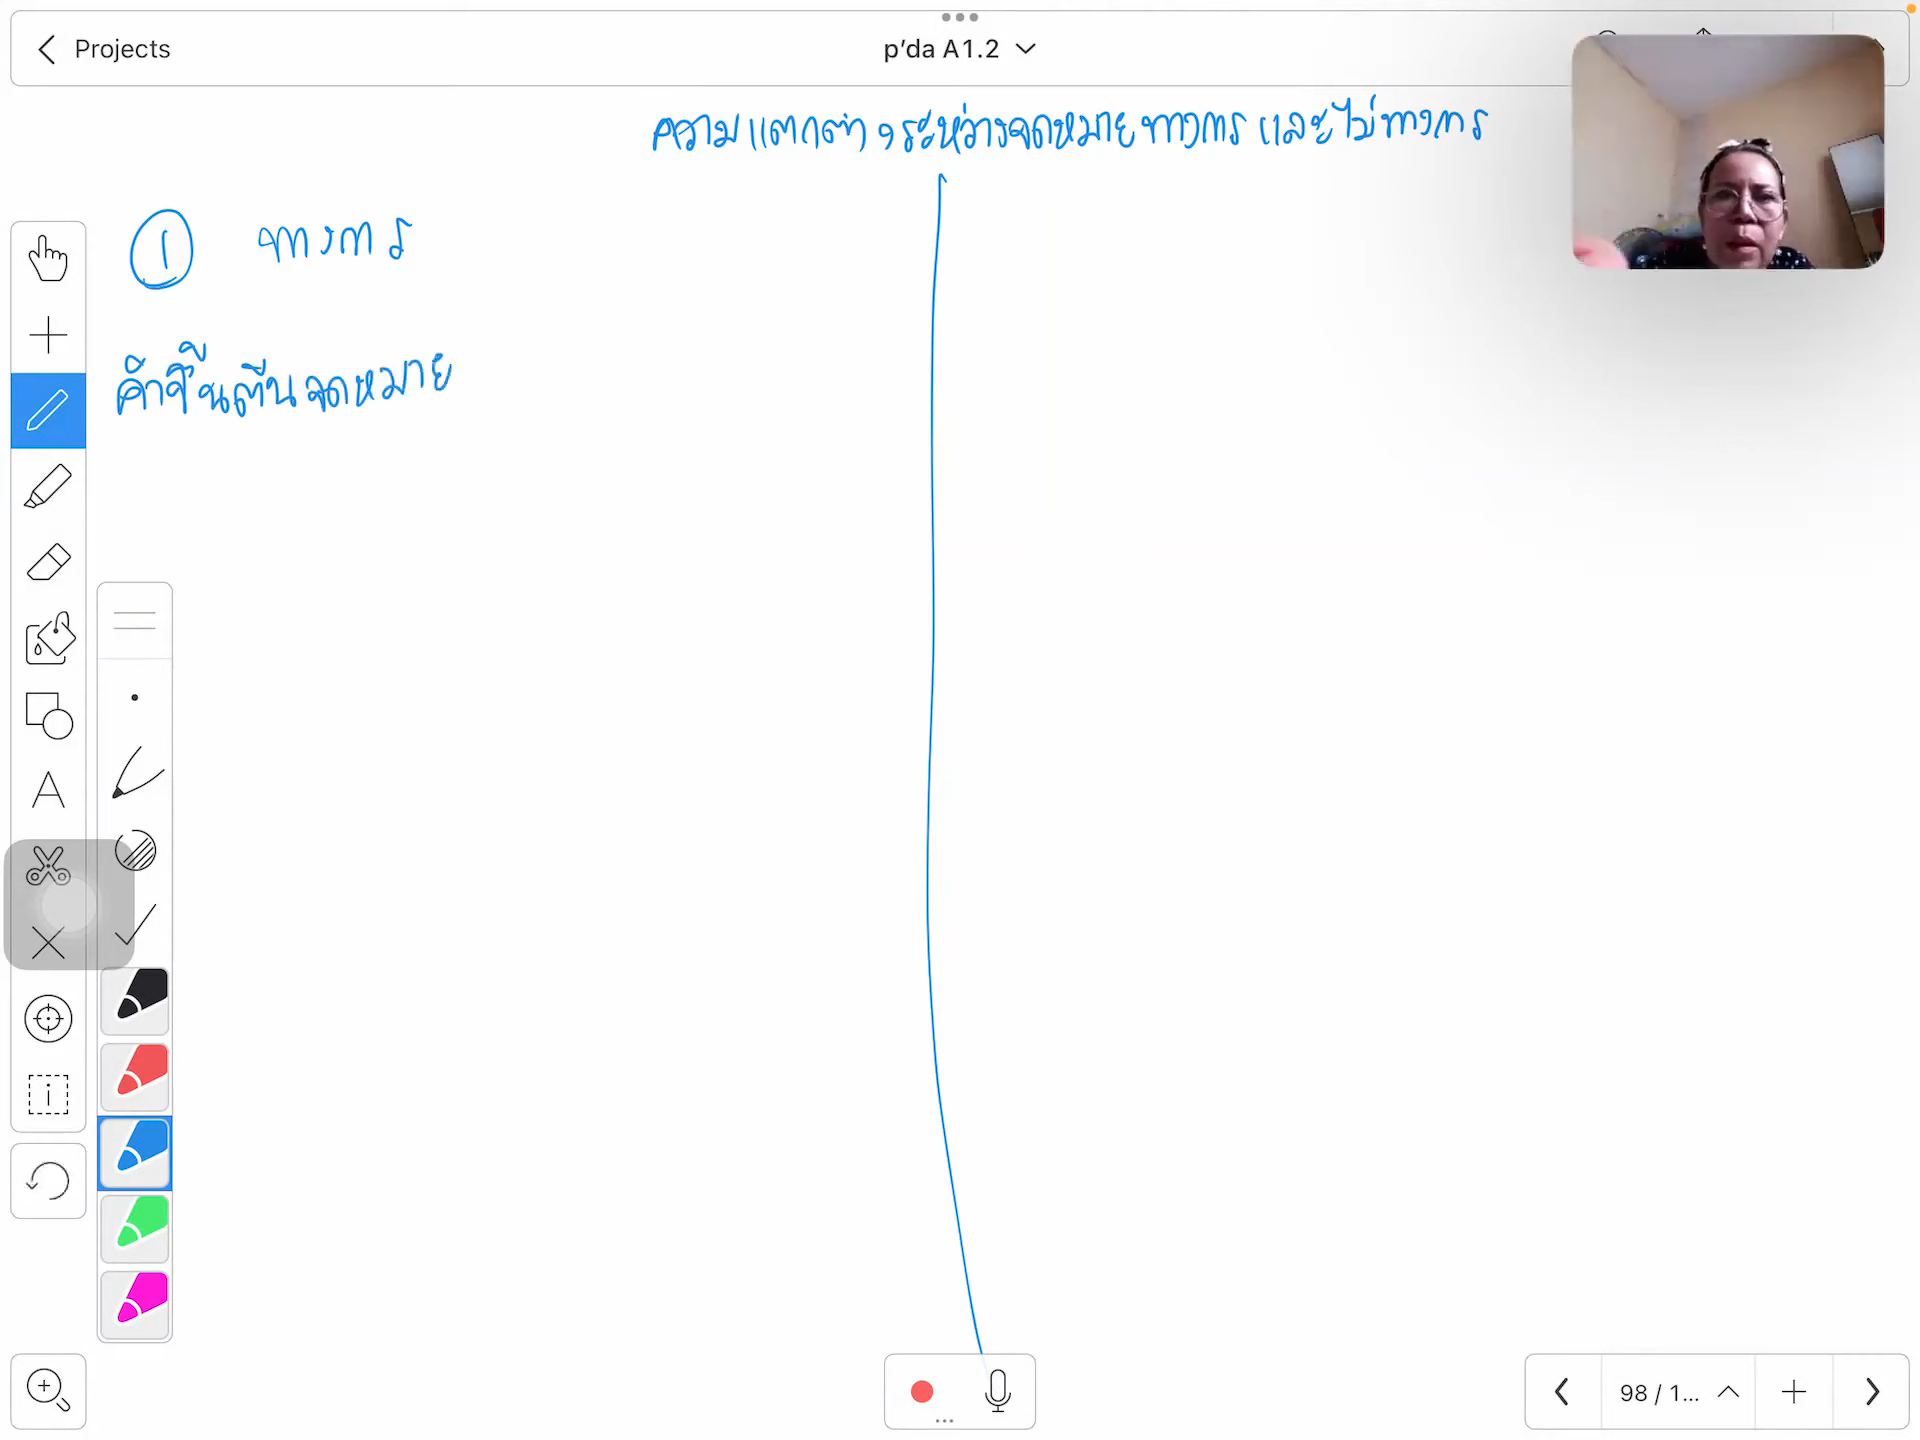 Projects
p'da A1.2
ความแตกต่างระหว่างจดหมายทางการ และไม่ทางการ
1 ทางการ
คำขึ้นต้นจดหมาย
A
i
98 / 1...